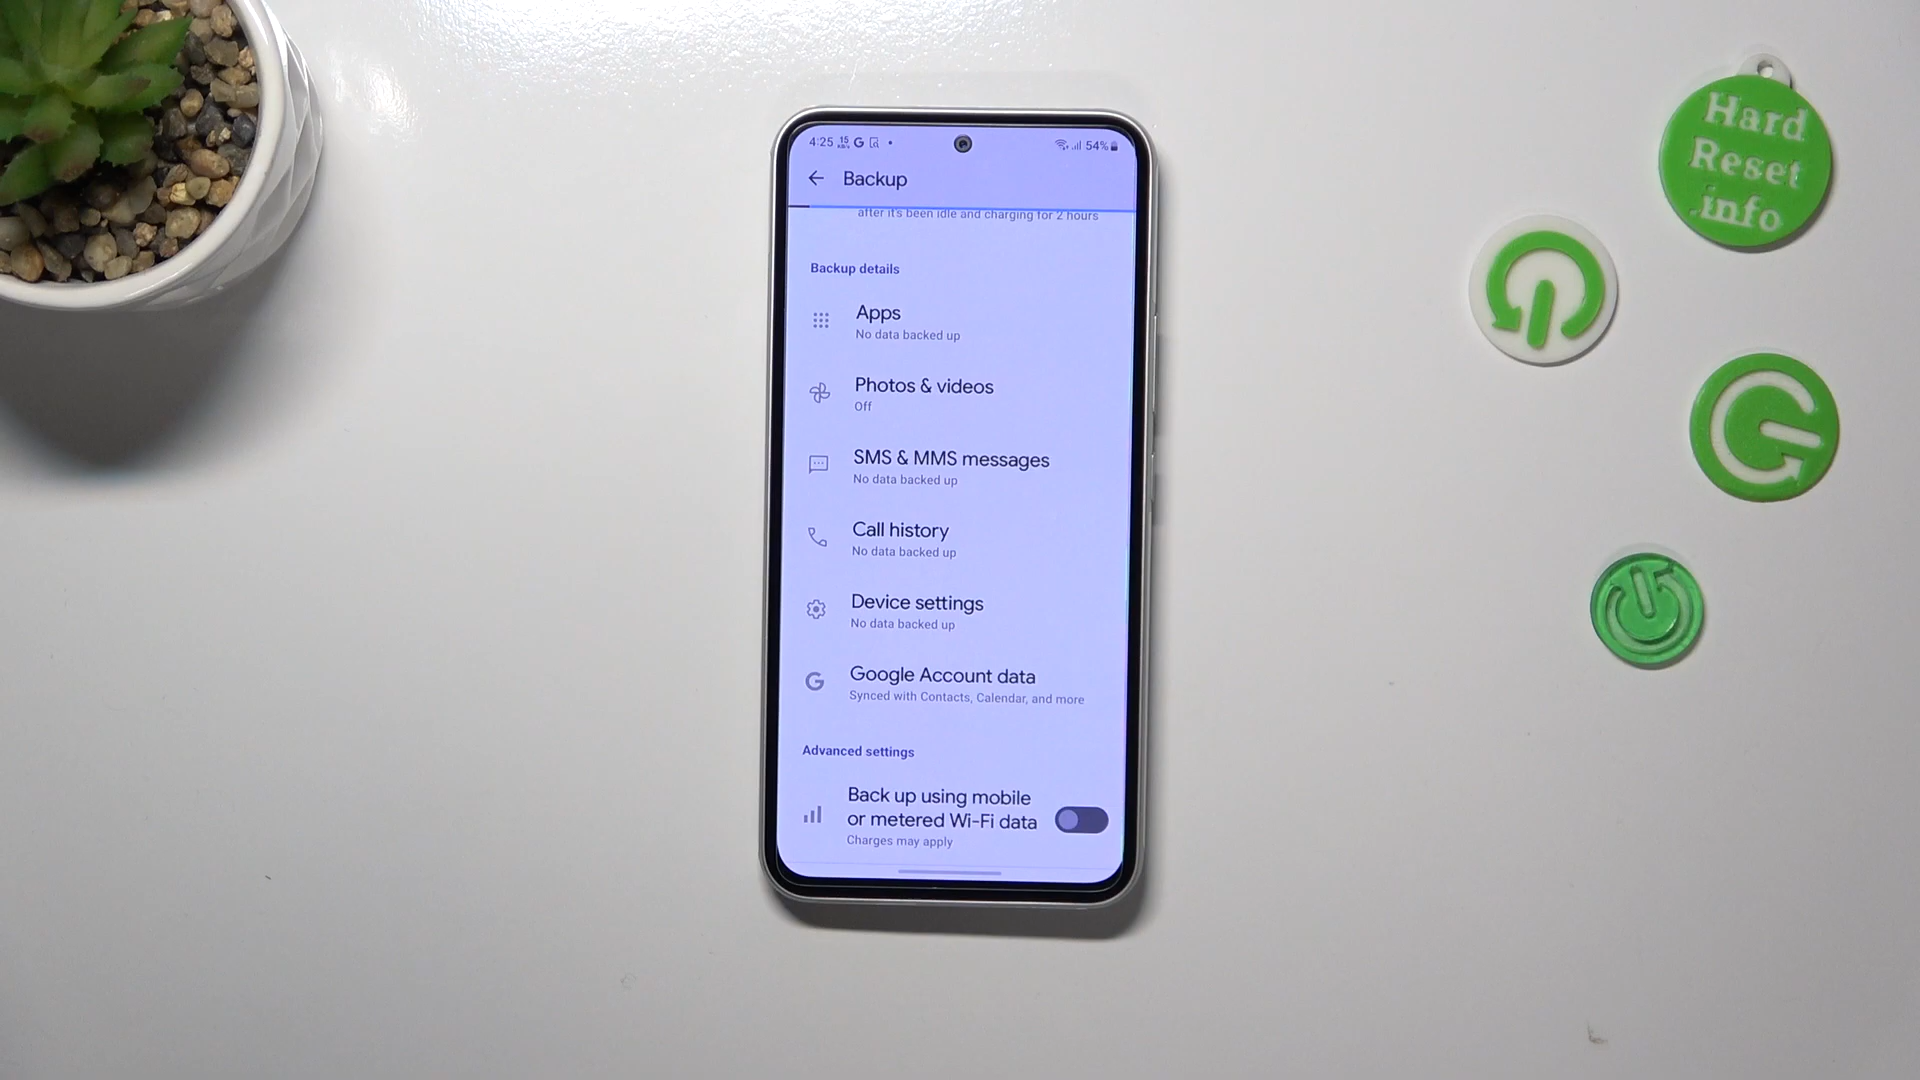 4:25
54%
Backup
after it's been idle and charging for 2 hours
Backup details
Apps
No data backed up
Photos & videos
Off
SMS & MMS messages
No data backed up
Call history
No data backed up
Device settings
No data backed up
Google Account data
Synced with Contacts, Calendar, and more
Advanced settings
Back up using mobile
or metered Wi-Fi data
Charges may apply
Hard
Reset
.info